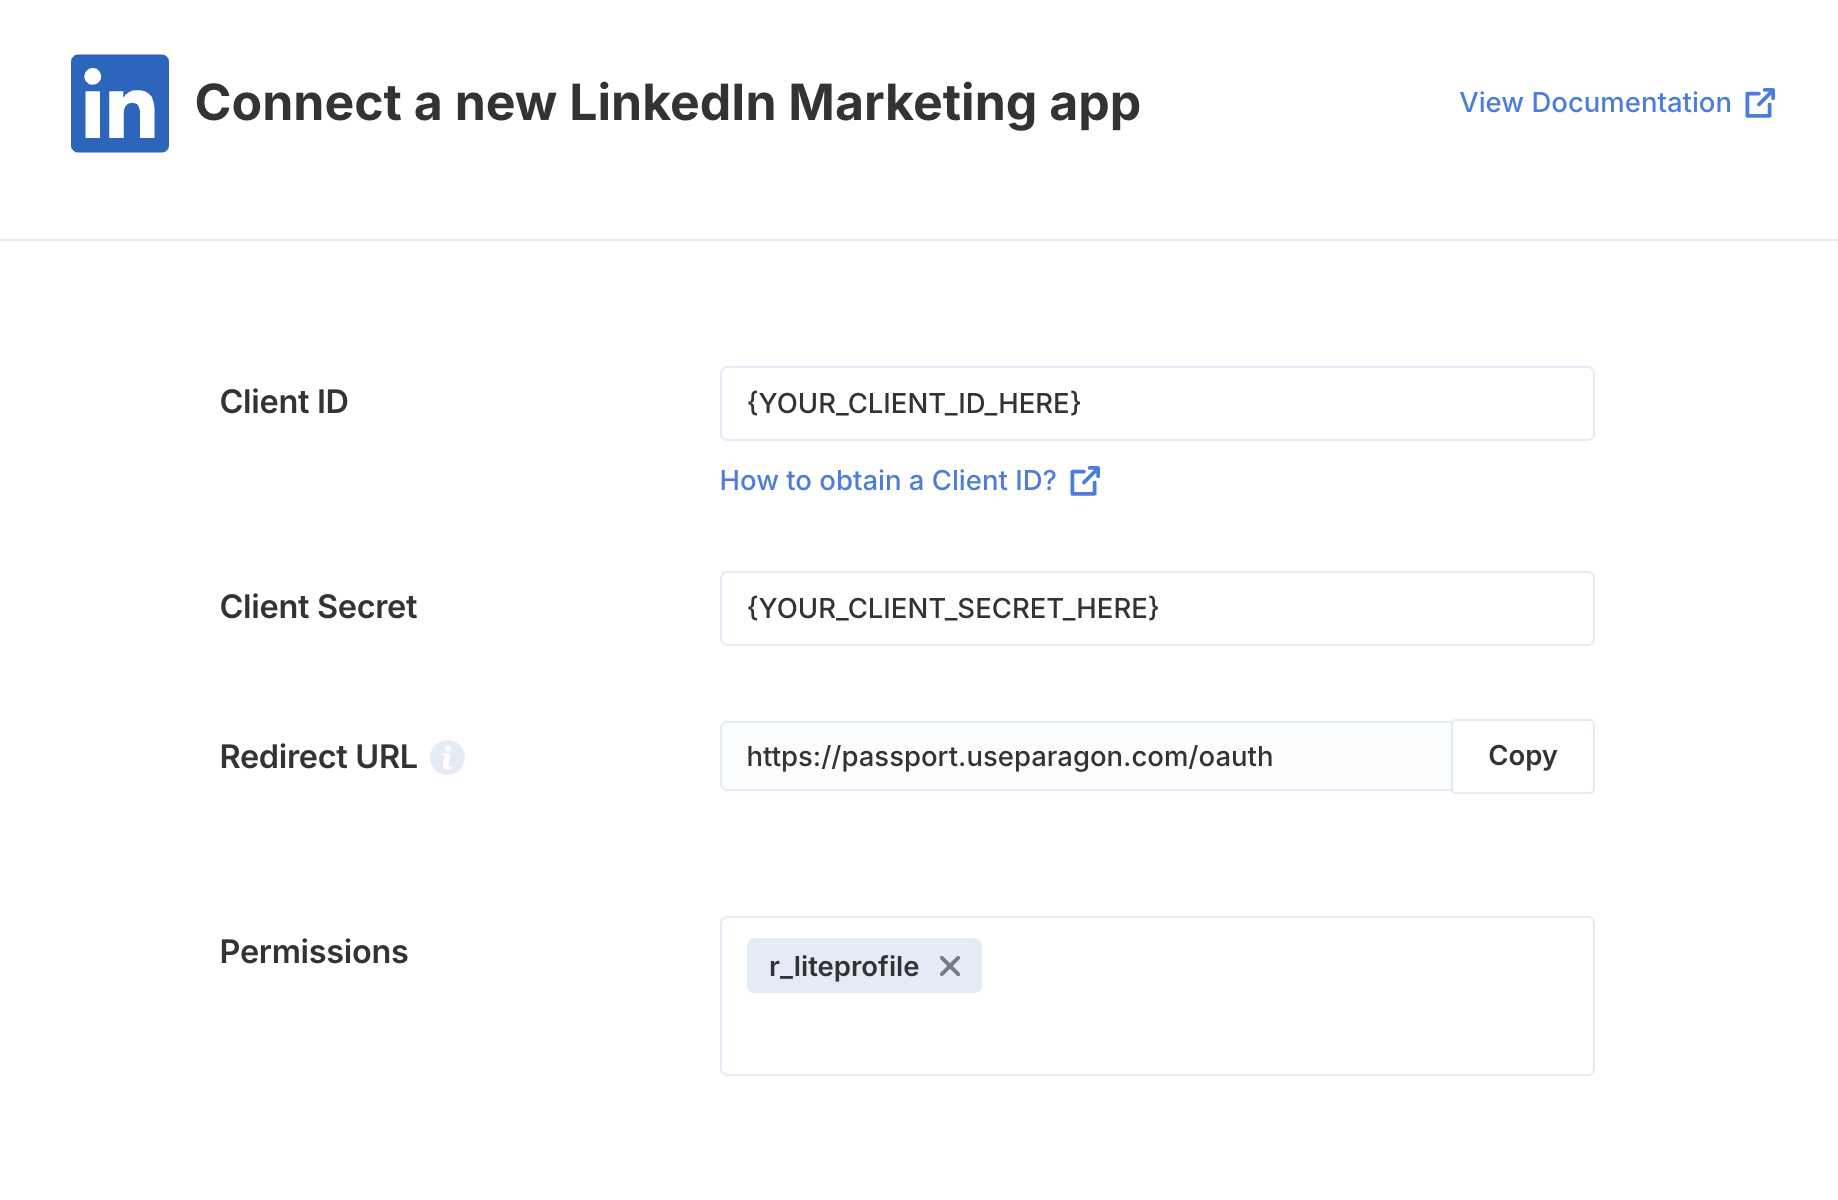 in
Connect a new LinkedIn Marketing app
View Documentation
Client ID
{YOUR_CLIENT_ID_HERE}
How to obtain a Client ID?
Client Secret
{YOUR_CLIENT_SECRET_HERE}
Redirect URL i
https://passport.useparagon.com/oauth
Copy
Permissions
r_liteprofile